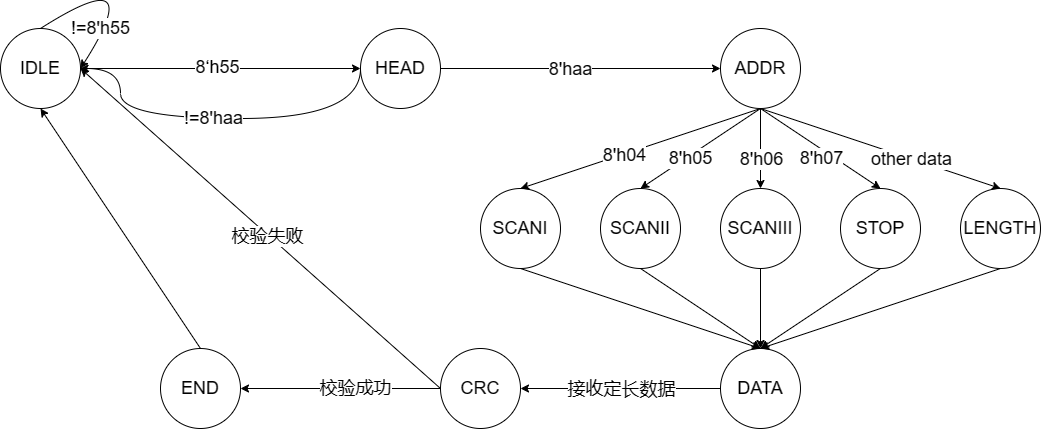 !=8'h55
IDLE
8‘h55
HEAD
8'haa
ADDR
!=8'haa
8'h04
8'h05
8'h06
8'h07
other data
SCANI
SCANII
SCANIII
STOP
LENGTH
校验失败
END
校验成功
CRC
接收定长数据
DATA